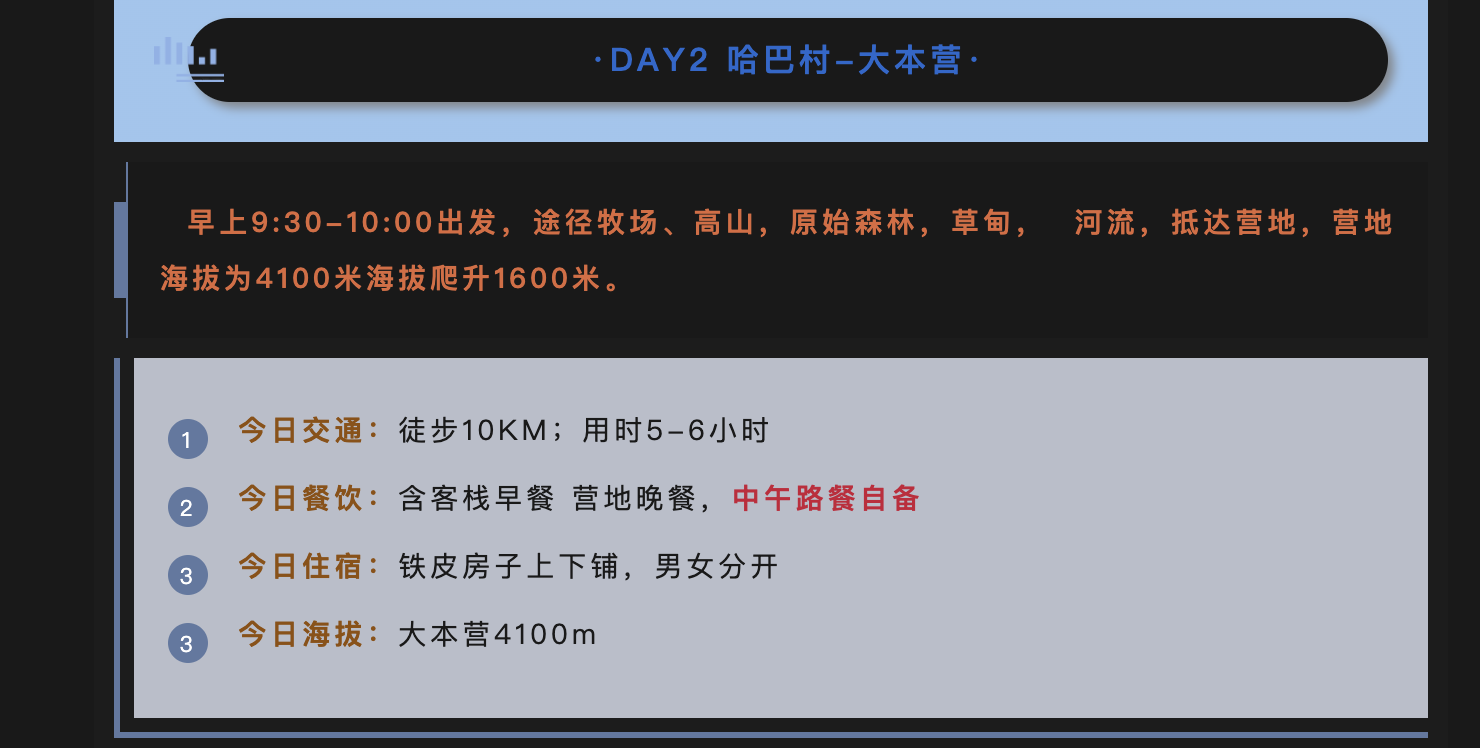 ·DAY2 哈巴村-大本营·
早上9:30-10:00出发，途径牧场、高山，原始森林，草甸， 河流，抵达营地，营地
海拔为4100米海拔爬升1600米。
1 今日交通：徒步10KM；用时5-6小时
2 今日餐饮：含客栈早餐 营地晚餐，中午路餐自备
3 今日住宿：铁皮房子上下铺，男女分开
3 今日海拔：大本营4100m